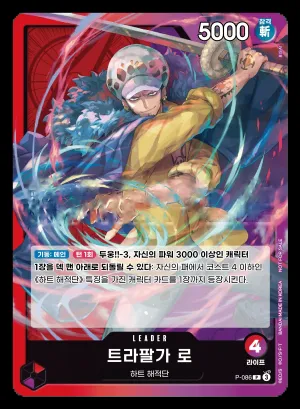 5000
참격
斬
기동: 메인 턴 1회 두웅!!-3, 자신의 파워 3000 이상인 캐릭터
1장을 덱 맨 아래로 되돌릴 수 있다: 자신의 패에서 코스트 4 이하인
《하트 해적단》 특징을 가진 캐릭터 카드를 1장까지 등장시킨다.
LEADER
트라팔가 로
하트 해적단
4
라이프
P-086 P 3